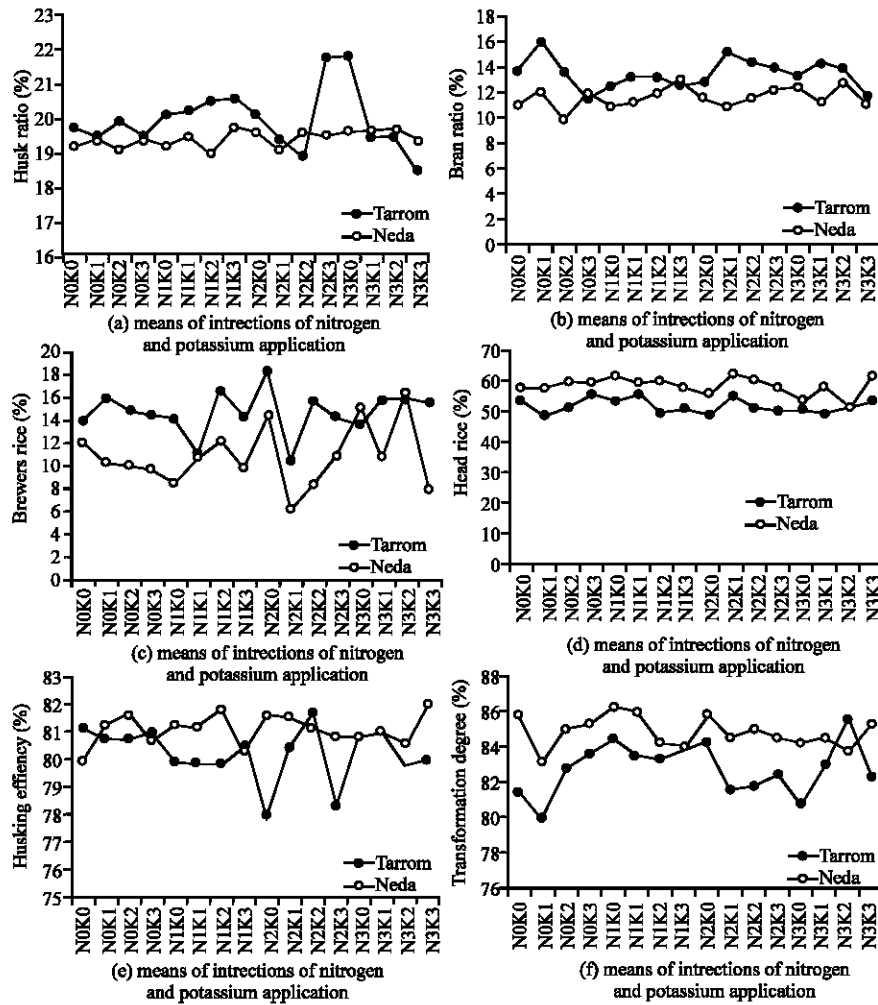 Husk ratio (%)
23
22
21
20
19
18
17
16
Tarrom
Neda
N0K0
N0K1
N0K2
N0K3
N1K0
N1K1
N1K2
N1K3
N2K0
N2K1
N2K2
N2K3
N3K0
N3K1
N3K2
N3K3
(a) means of intrections of nitrogen
and potassium application
Bran ratio (%)
18
16
14
12
10
8
6
4
2
0
Tarrom
Neda
N0K0
N0K1
N0K2
N0K3
N1K0
N1K1
N1K2
N1K3
N2K0
N2K1
N2K2
N2K3
N3K0
N3K1
N3K2
N3K3
(b) means of intrections of nitrogen
and potassium application
Brewers rice (%)
20
18
16
14
12
10
8
6
4
2
0
Tarrom
Neda
N0K0
N0K1
N0K2
N0K3
N1K0
N1K1
N1K2
N1K3
N2K0
N2K1
N2K2
N2K3
N3K0
N3K1
N3K2
N3K3
(c) means of intrections of nitrogen
and potassium application
Head rice (%)
70
60
50
40
30
20
10
0
Tarrom
Neda
N0K0
N0K1
N0K2
N0K3
N1K0
N1K1
N1K2
N1K3
N2K0
N2K1
N2K2
N2K3
N3K0
N3K1
N3K2
N3K3
(d) means of intrections of nitrogen
and potassium application
Husking effiency (%)
83
82
81
80
79
78
77
76
75
Tarrom
Neda
N0K0
N0K1
N0K2
N0K3
N1K0
N1K1
N1K2
N1K3
N2K0
N2K1
N2K2
N2K3
N3K0
N3K1
N3K2
N3K3
(e) means of intrections of nitrogen
and potassium application
Transformation degree (%)
88
86
84
82
80
78
76
Tarrom
Neda
N0K0
N0K1
N0K2
N0K3
N1K0
N1K1
N1K2
N1K3
N2K0
N2K1
N2K2
N2K3
N3K0
N3K1
N3K2
N3K3
(f) means of intrections of nitrogen
and potassium application